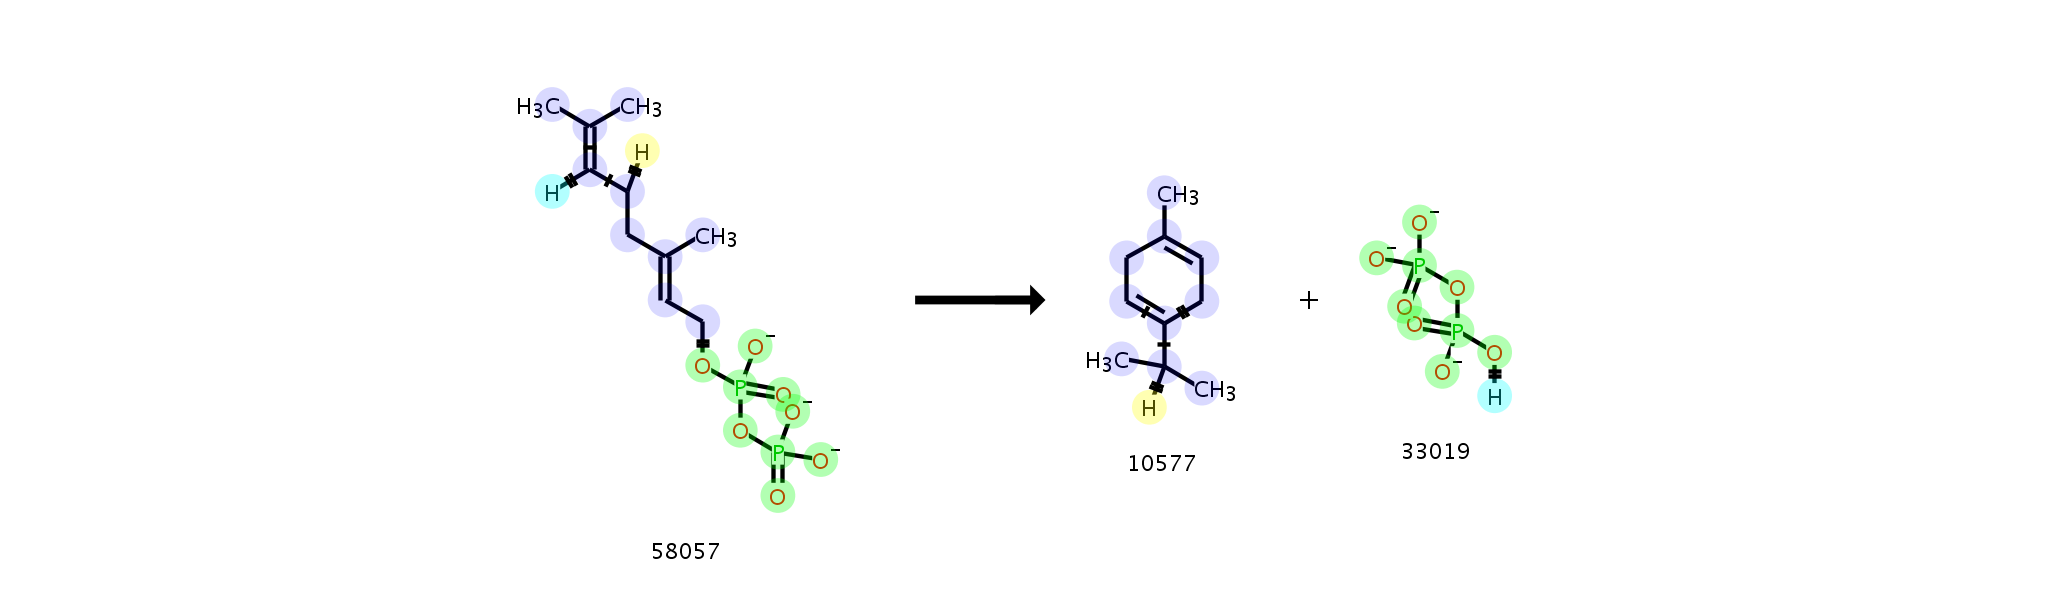 H₃C CH₃
H
H
CH₃
O⁻
O
P O
O⁻
O
P O⁻
O
58057
CH₃
H₃C
CH₃
H
10577
+
O⁻
O⁻
P
O
O
O
P
O
O⁻
H
33019